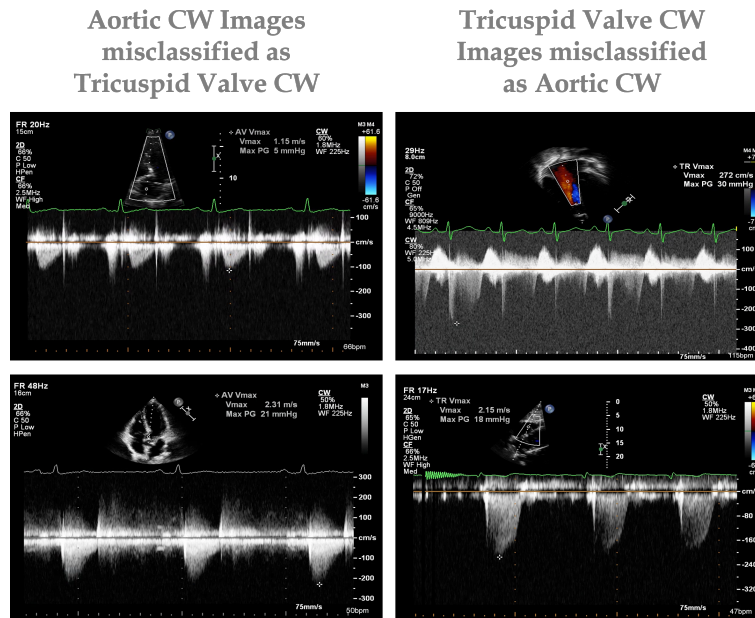 Aortic CW Images
misclassified as
Tricuspid Valve CW
Tricuspid Valve CW
Images misclassified
as Aortic CW
FR 20Hz
15cm
2D
66%
C 50
P Low
HPen
CF
66%
2.5MHz
WF High
Med
AV Vmax
Vmax 1.15 m/s
Max PG 5 mmHg
10
CW
60%
1.8MHz
WF 225Hz
M3 M4
+61.6
-61.6
cm/s
100
cm/s
-100
-200
-300
75mm/s
66bpm
29Hz
8.0cm
2D
72%
C 50
P Off
Gen
CF
65%
9000Hz
WF 809Hz
4.5MHz
CW
80%
WF 225Hz
5.0MHz
TR Vmax
Vmax 272 cm/s
Max PG 30 mmHg
100
cm/s
-100
-200
-300
-400
75mm/s
115bpm
FR 48Hz
16cm
2D
66%
C 50
P Low
HPen
AV Vmax
Vmax 2.31 m/s
Max PG 21 mmHg
CW
50%
1.8MHz
WF 225Hz
M3
300
200
100
cm/s
-100
-200
-300
75mm/s
50bpm
FR 17Hz
24cm
2D
65%
C 50
P Low
HGen
CF
66%
2.5MHz
WF High
Med
TR Vmax
Vmax 2.15 m/s
Max PG 18 mmHg
0
5
10
15
20
CW
50%
1.8MHz
WF 225Hz
cm/s
-80
-160
-240
-320
75mm/s
47bpm